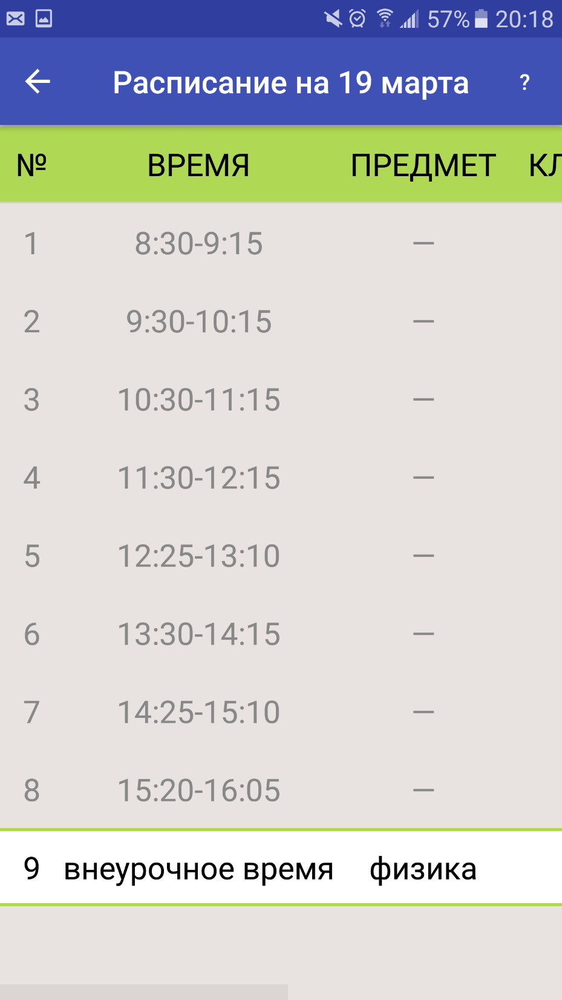 57% 20:18
Расписание на 19 марта ?
№ ВРЕМЯ ПРЕДМЕТ КЛ
1 8:30-9:15 —
2 9:30-10:15 —
3 10:30-11:15 —
4 11:30-12:15 —
5 12:25-13:10 —
6 13:30-14:15 —
7 14:25-15:10 —
8 15:20-16:05 —
9 внеурочное время физика